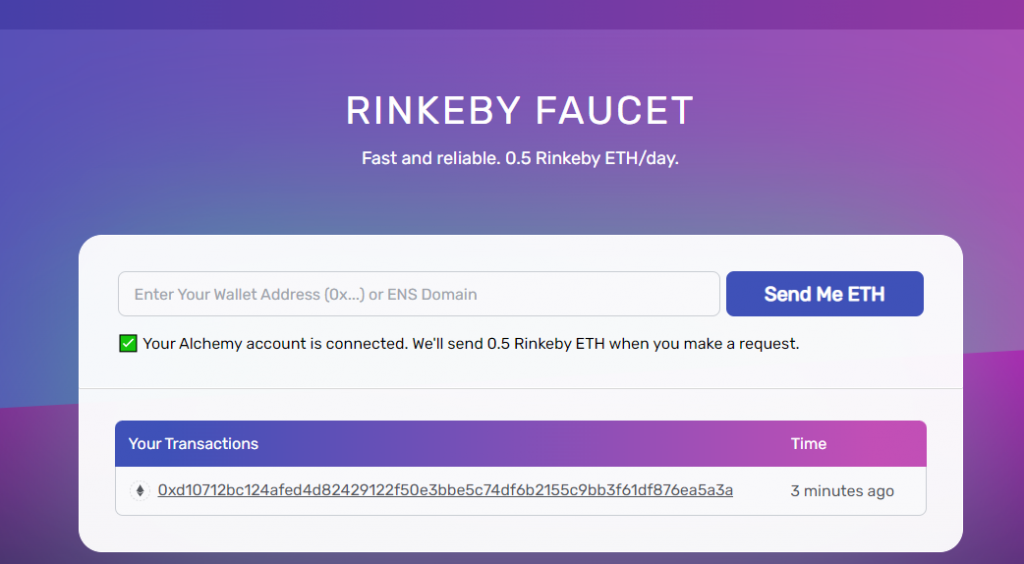 RINKEBY FAUCET
Fast and reliable. 0.5 Rinkeby ETH/day.
Enter Your Wallet Address (0x...) or ENS Domain
Send Me ETH
Your Alchemy account is connected. We'll send 0.5 Rinkeby ETH when you make a request.
Your Transactions Time
0xd10712bc124afed4d82429122f50e3bbe5c74df6b2155c9bb3f61df876ea5a3a 3 minutes ago